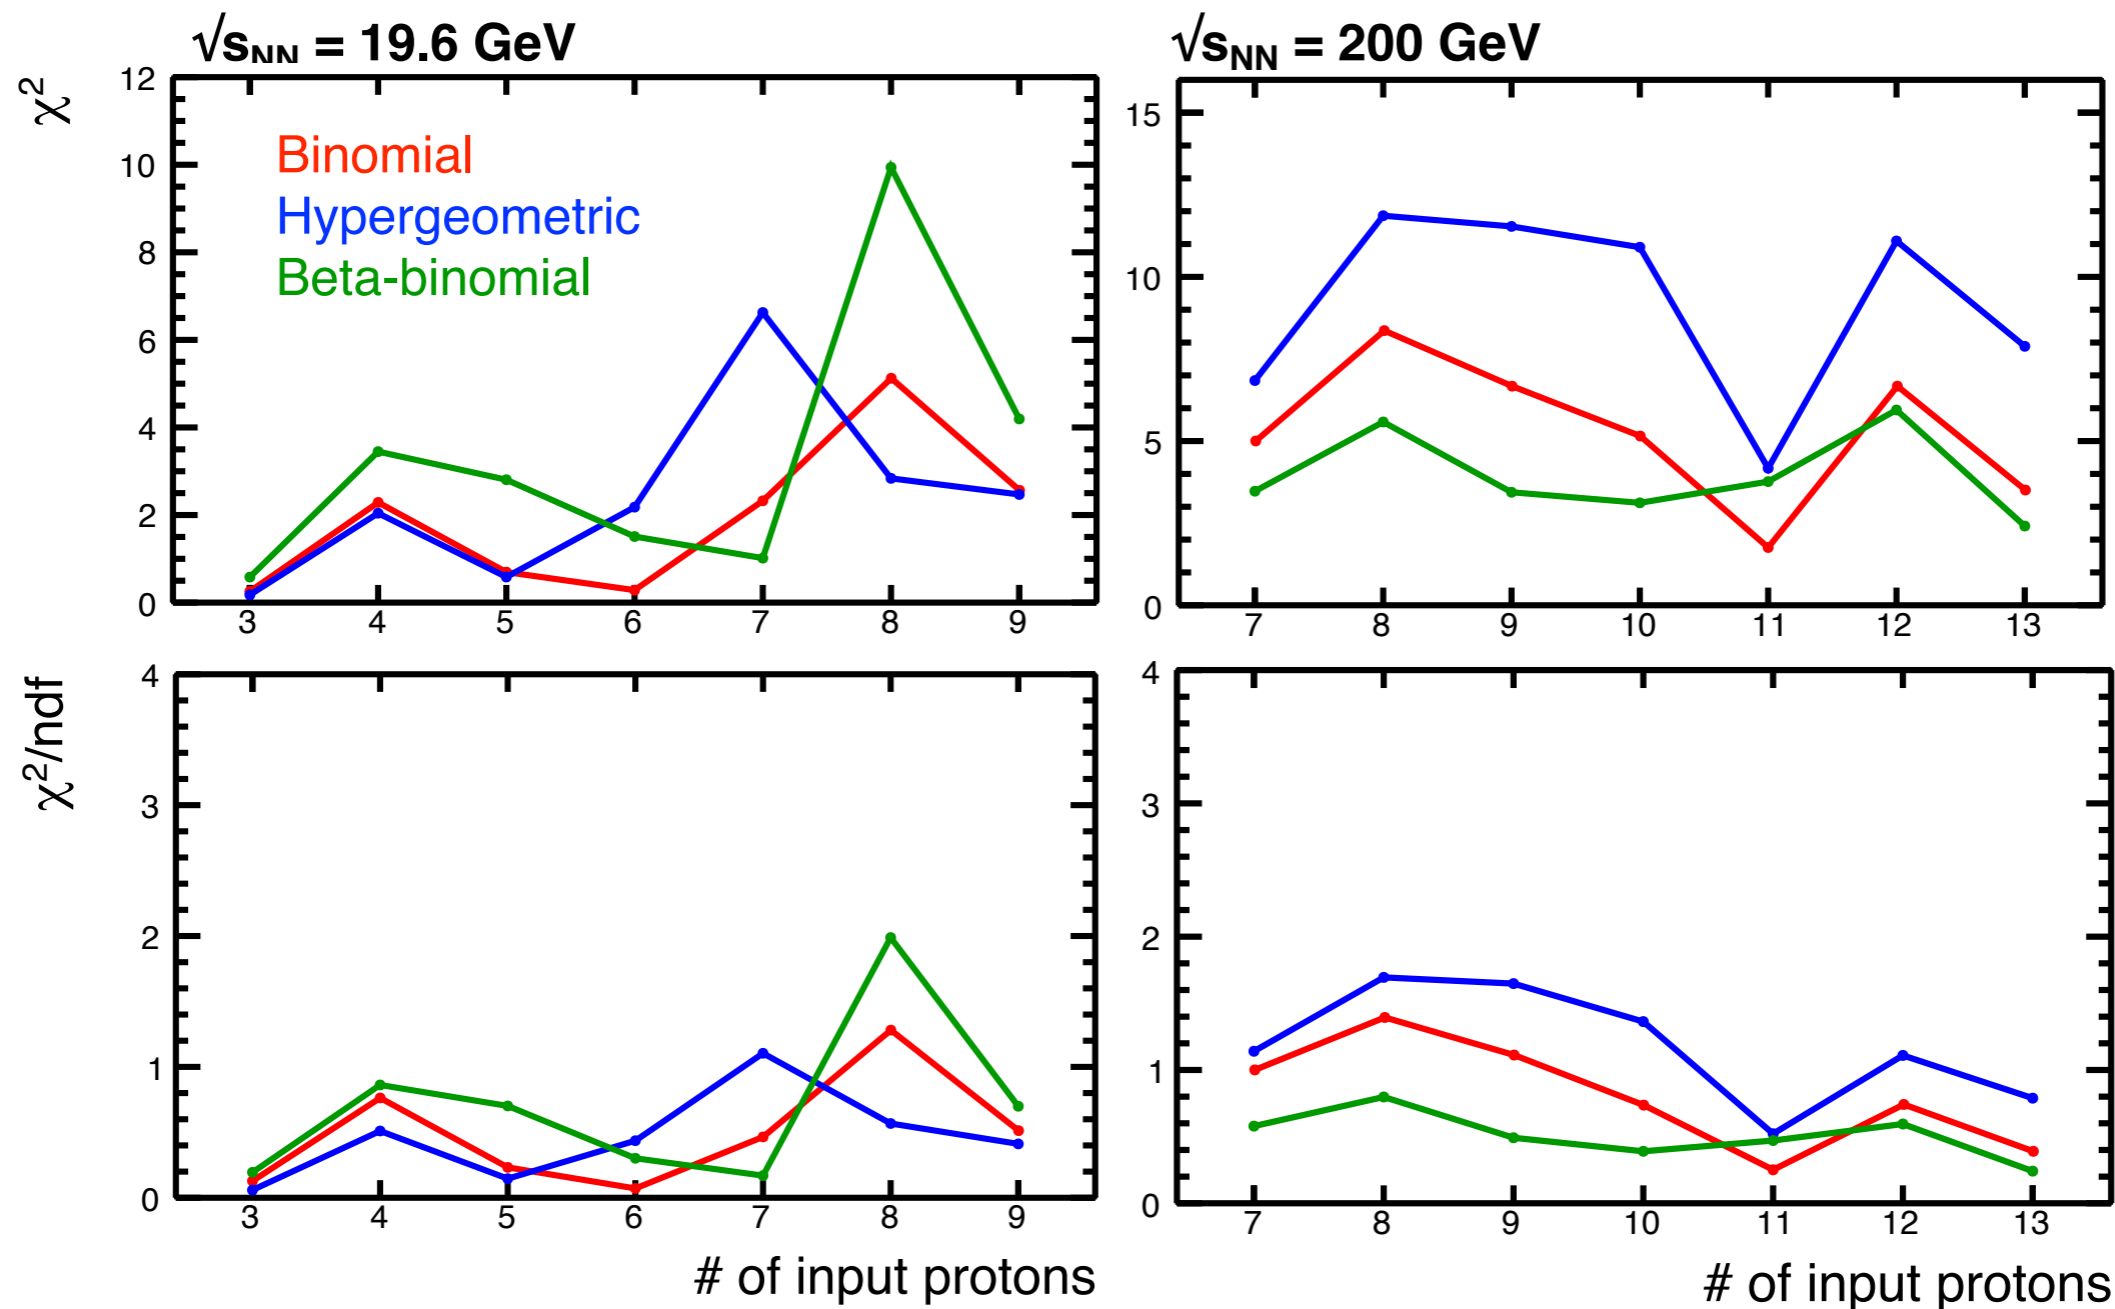 √sNN = 19.6 GeV
√sNN = 200 GeV
χ2
12
10
8
6
4
2
0
Binomial
Hypergeometric
Beta-binomial
3 4 5 6 7 8 9
15
10
5
0
7 8 9 10 11 12 13
χ2/ndf
4
3
2
1
0
3 4 5 6 7 8 9
# of input protons
4
3
2
1
0
7 8 9 10 11 12 13
# of input protons